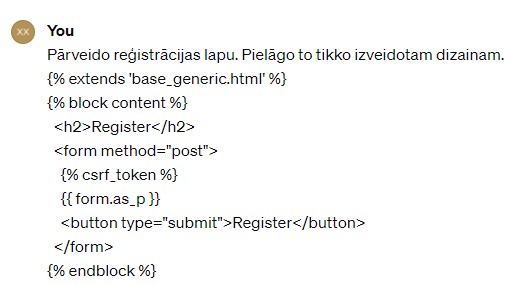 XX You
Pārveido reģistrācijas lapu. Pielāgo to tikko izveidotam dizainam.
{% extends 'base_generic.html' %}
{% block content %}
<h2>Register</h2>
<form method="post">
{% csrf_token %}
{{ form.as_p }}
<button type="submit">Register</button>
</form>
{% endblock %}